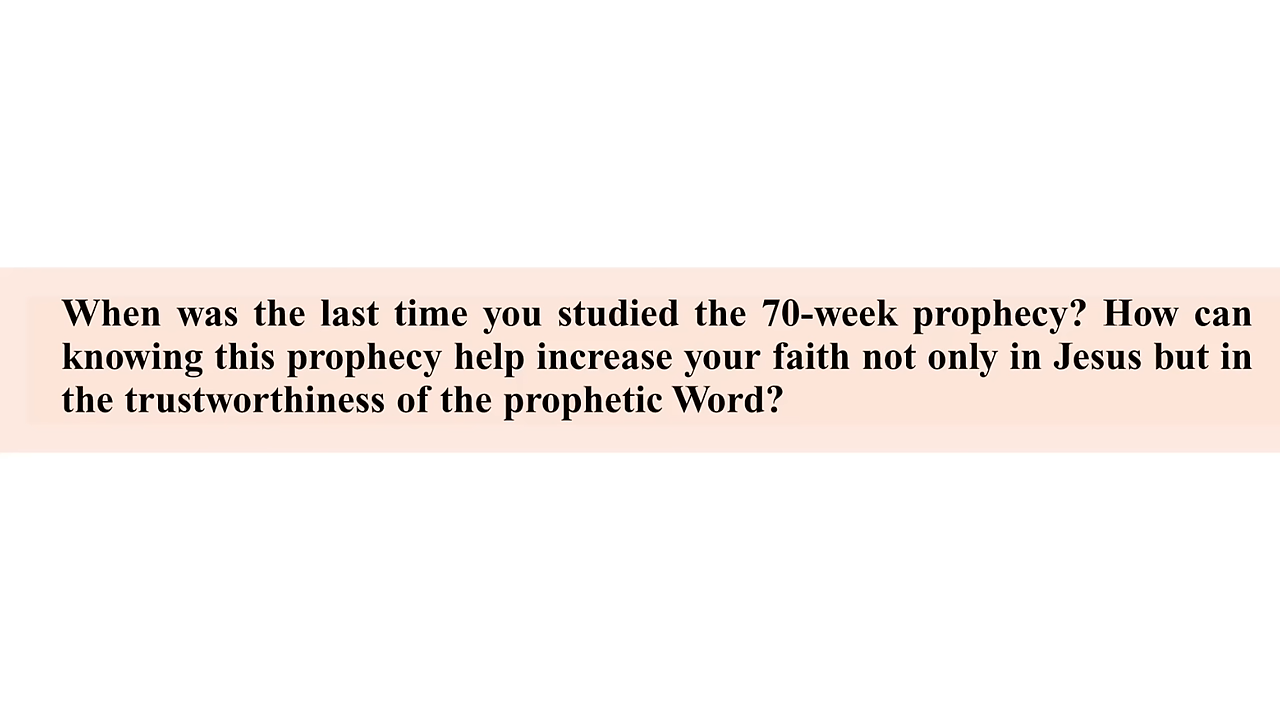 When was the last time you studied the 70-week prophecy? How can
knowing this prophecy help increase your faith not only in Jesus but in
the trustworthiness of the prophetic Word?